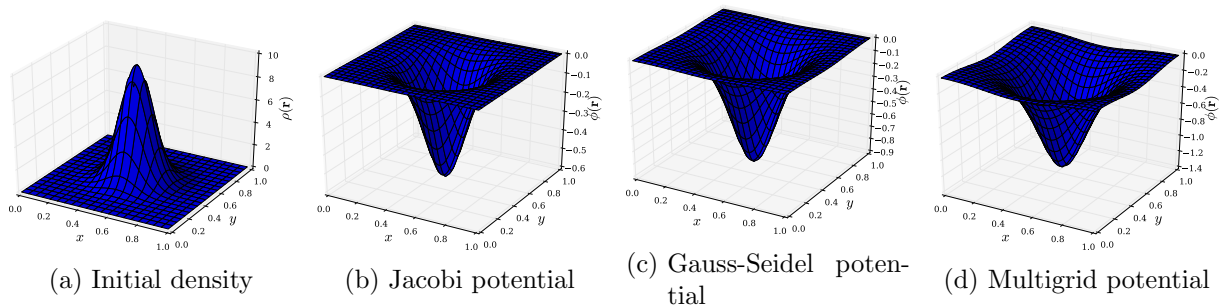 10
8
6
4
2
0
ρ(r)
0.0 0.2 0.4 0.6 0.8 1.0
x
0.0 0.2 0.4 0.6 0.8 1.0
y
(a) Initial density
0.0
−0.1
−0.2
−0.3
−0.4
−0.5
−0.6
ϕ(r)
0.0 0.2 0.4 0.6 0.8 1.0
x
0.0 0.2 0.4 0.6 0.8 1.0
y
(b) Jacobi potential
0.0
−0.1
−0.2
−0.3
−0.4
−0.5
−0.6
−0.7
−0.8
−0.9
ϕ(r)
0.0 0.2 0.4 0.6 0.8 1.0
x
0.0 0.2 0.4 0.6 0.8 1.0
y
(c) Gauss-Seidel poten-
tial
0.0
−0.2
−0.4
−0.6
−0.8
−1.0
−1.2
−1.4
ϕ(r)
0.0 0.2 0.4 0.6 0.8 1.0
x
0.0 0.2 0.4 0.6 0.8 1.0
y
(d) Multigrid potential